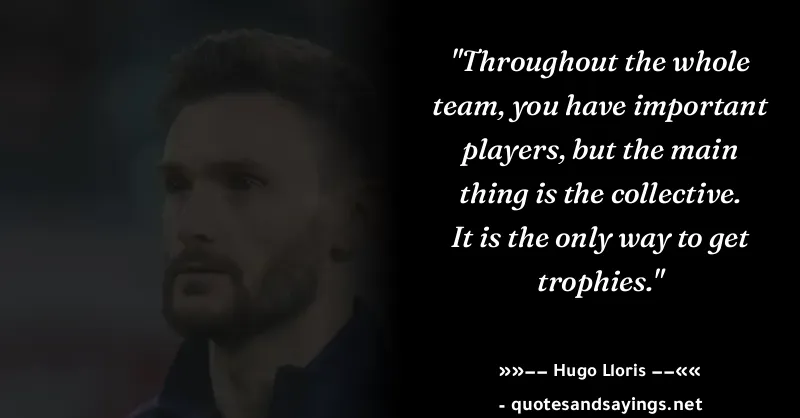 "Throughout the whole
team, you have important
players, but the main
thing is the collective.
It is the only way to get
trophies."
»»−− Hugo Lloris −−««
- quotesandsayings.net